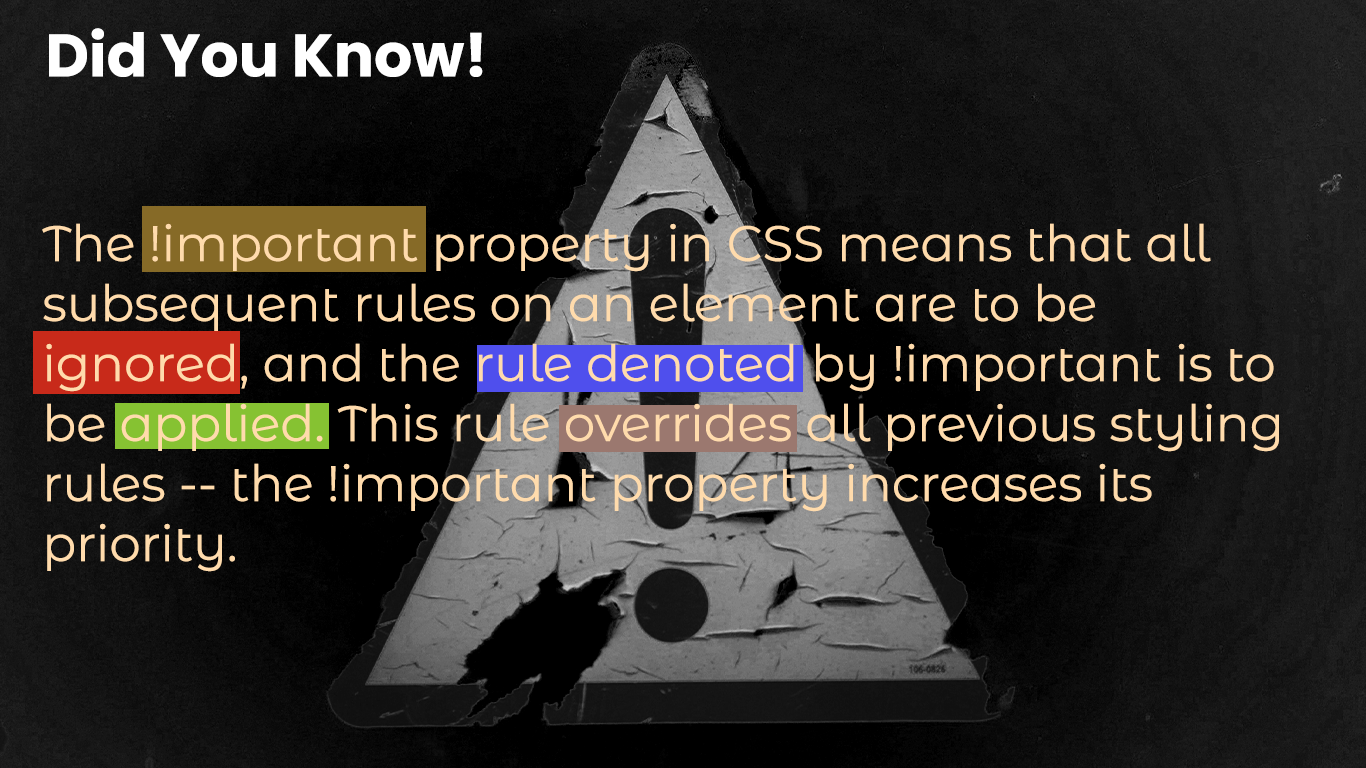 Did You Know!
The !important property in CSS means that all
subsequent rules on an element are to be
ignored, and the rule denoted by !important is to
be applied. This rule overrides all previous styling
rules -- the !important property increases its
priority.
106-0826